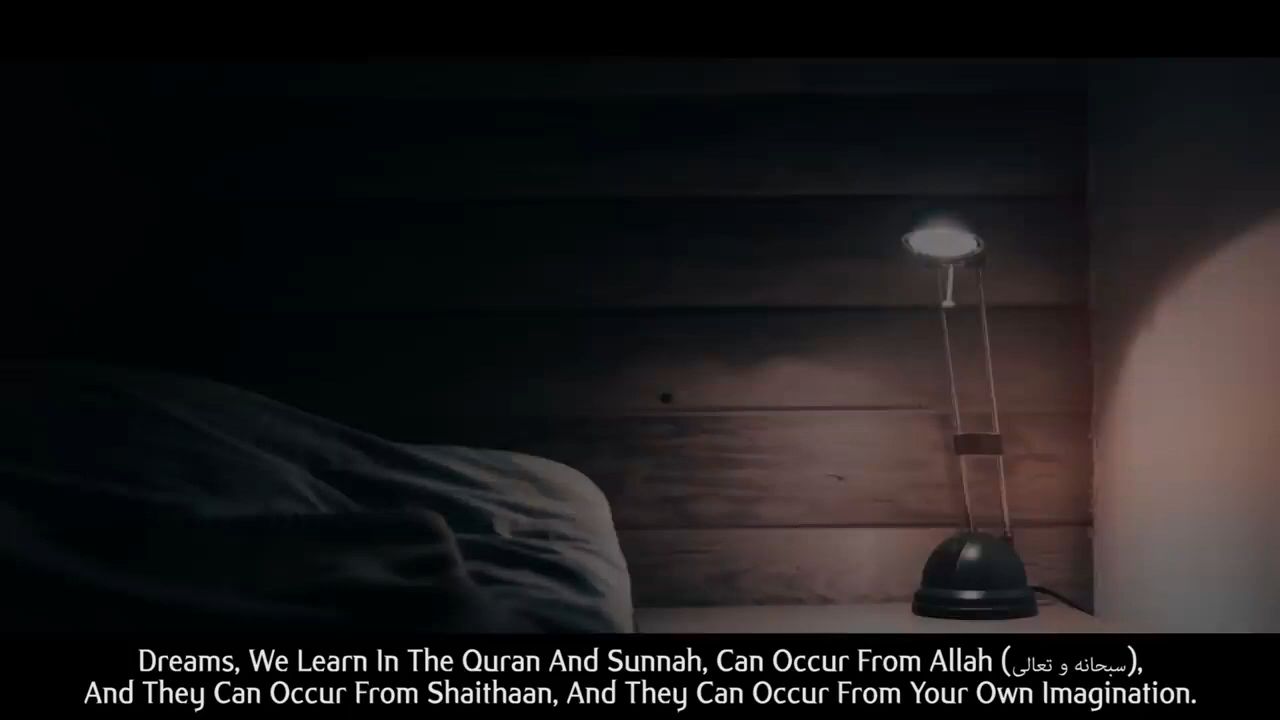 Dreams, We Learn In The Quran And Sunnah, Can Occur From Allah (سبحانه و تعالى),
And They Can Occur From Shaithaan, And They Can Occur From Your Own Imagination.